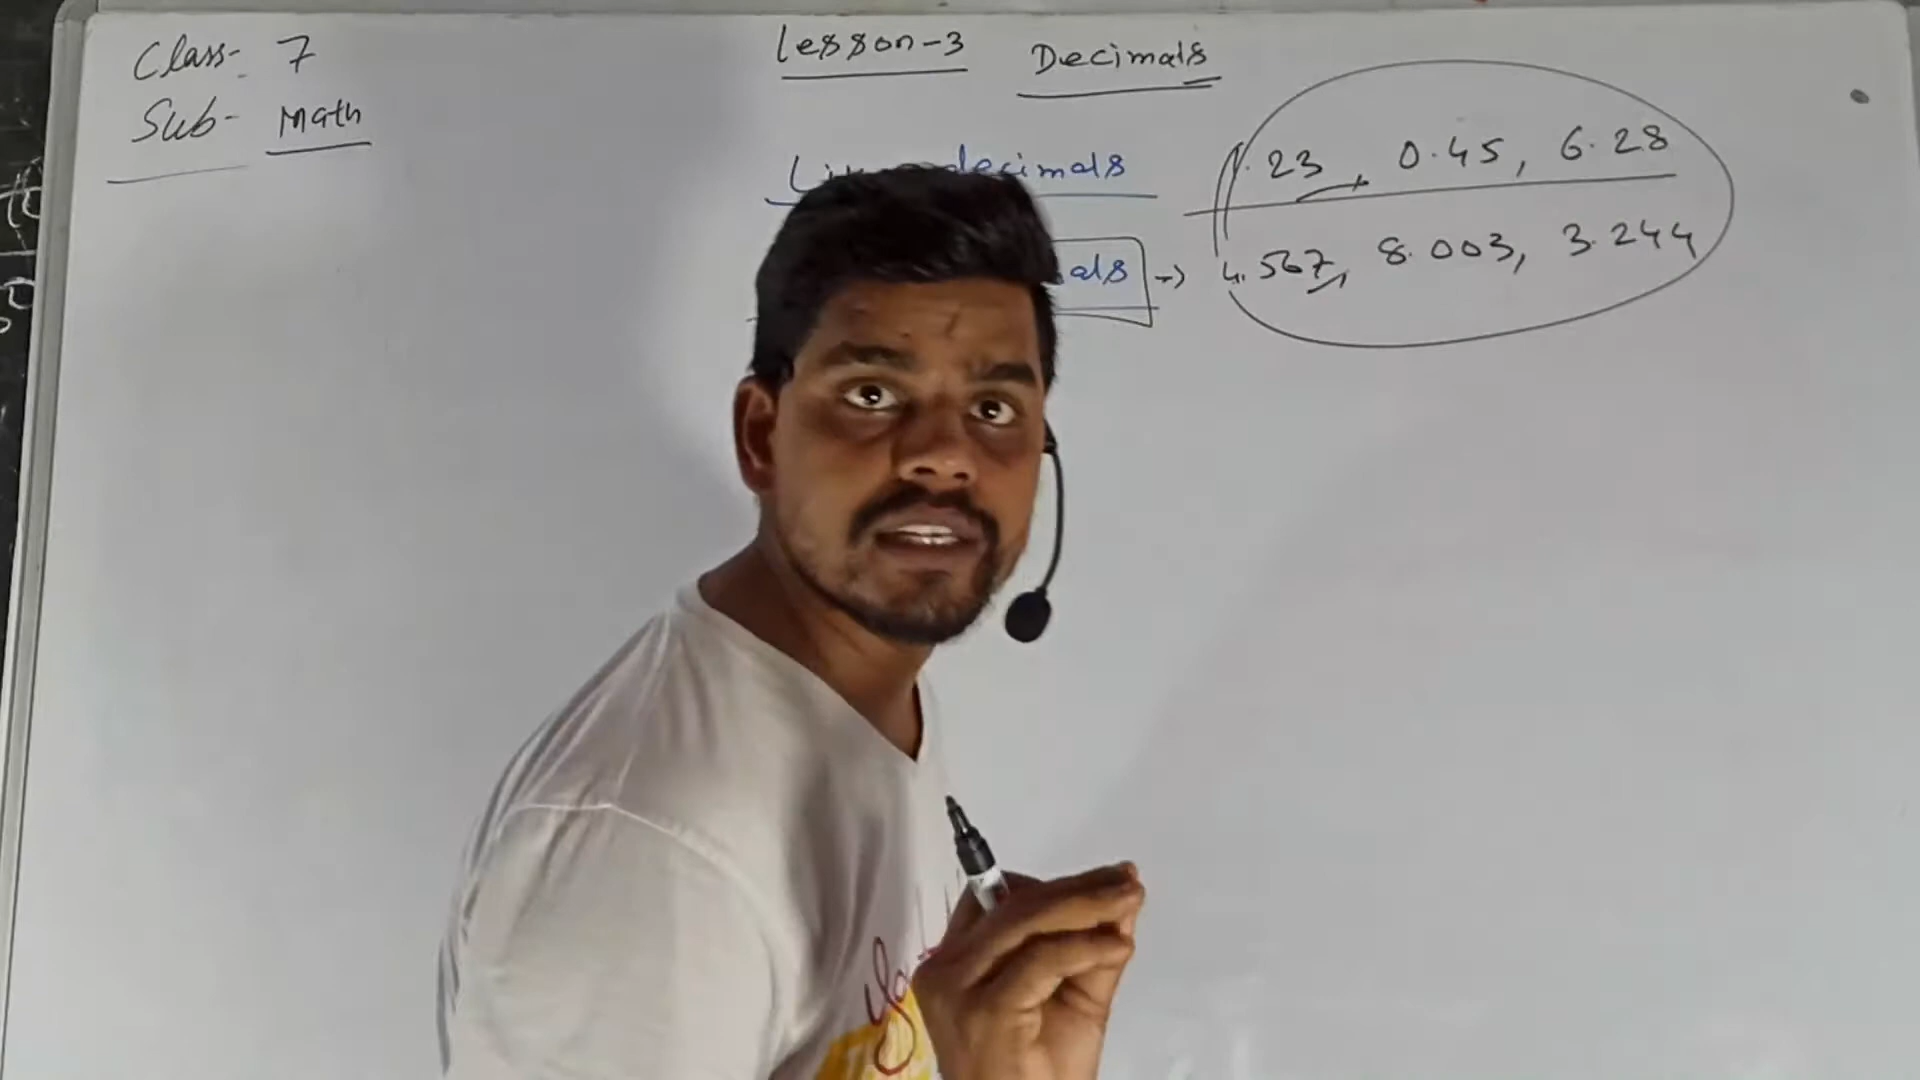 Class- 7
Sub- Math
Lesson-3 Decimals
decimals
.23, 0.45, 6.28
als → 4.567, 8.003, 3.244